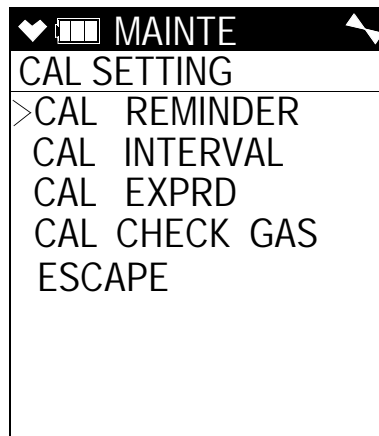 MAINTE
CAL SETTING
>CAL REMINDER
CAL INTERVAL
CAL EXPRD
CAL CHECK GAS
ESCAPE